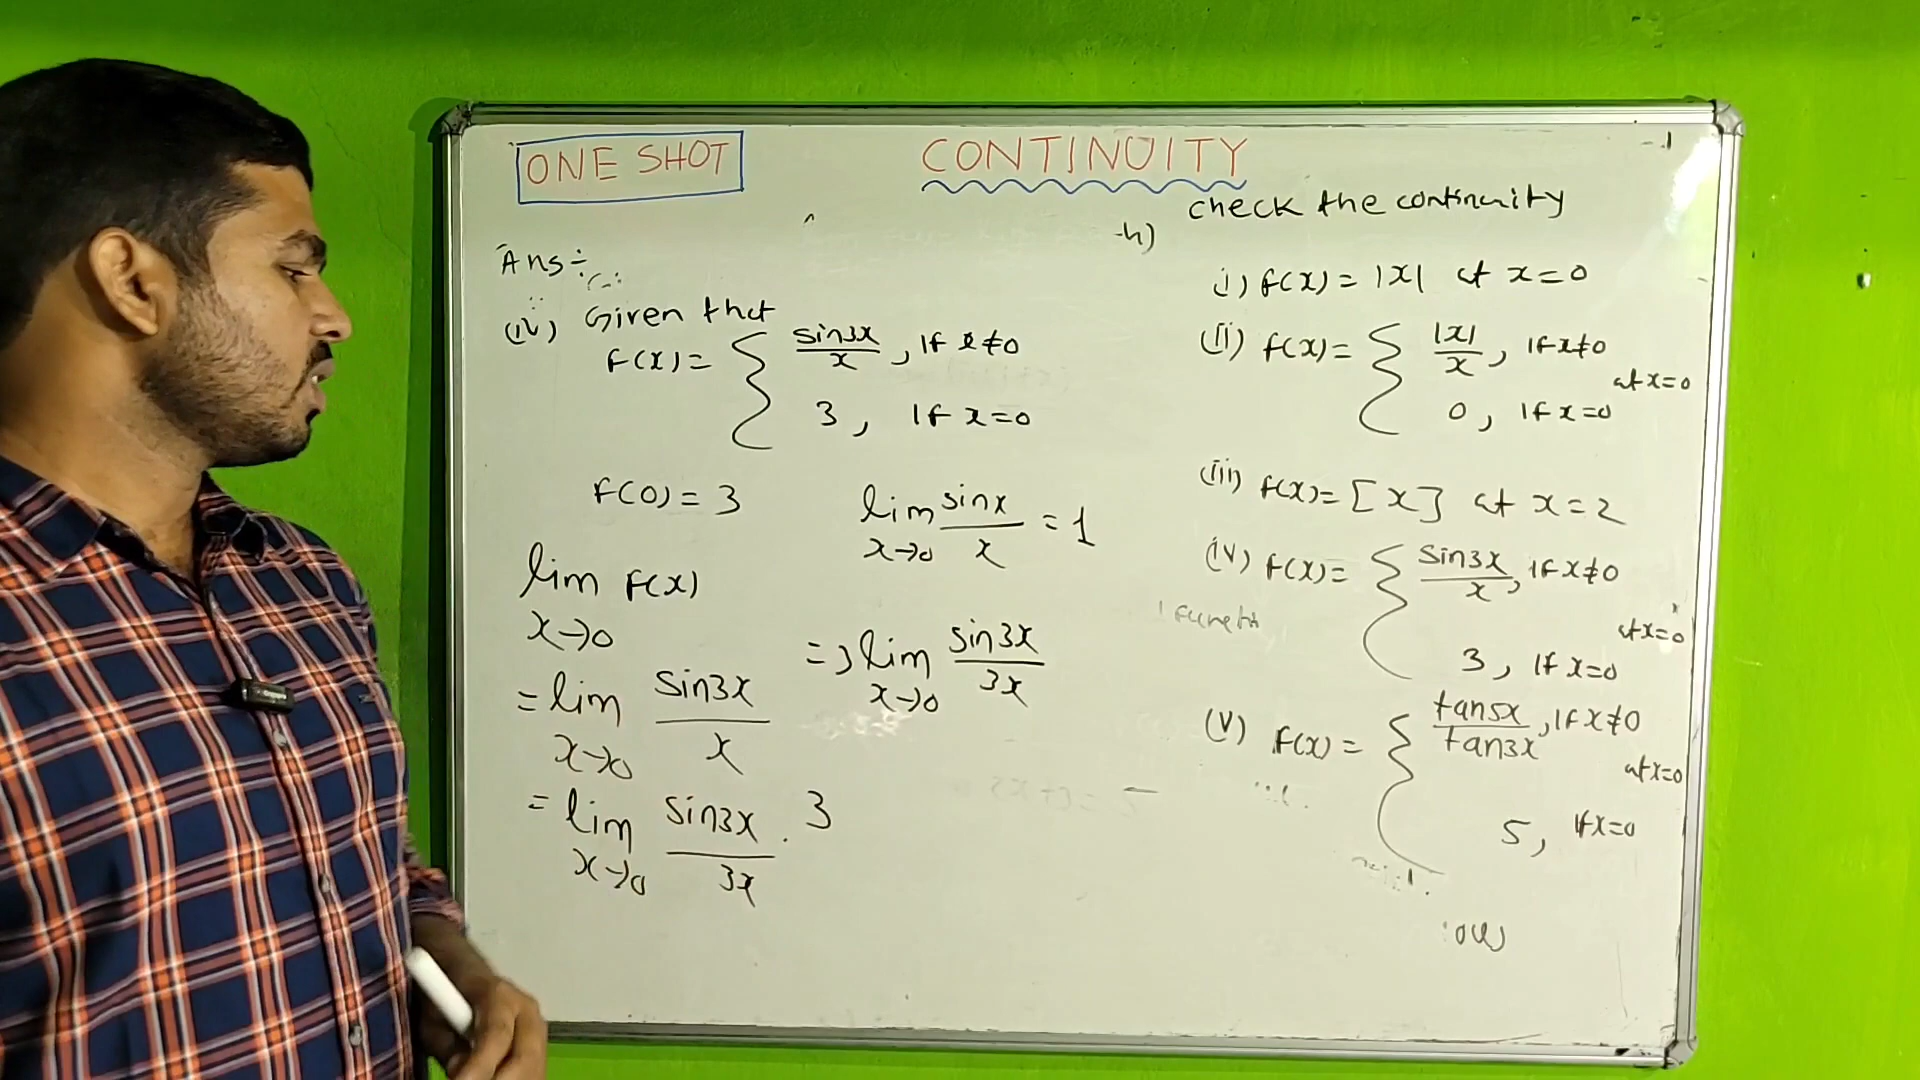 ONE SHOT
CONTINUITY
check the continuity
Ans:-
(iv) Given that
f(x) = { sin3x/x , if x≠0
3 , if x=0
f(0) = 3
lim x→0 sinx/x = 1
lim x→0 f(x)
= lim x→0 sin3x/x
= lim x→0 sin3x/3x . 3
=3 lim x→0 sin3x/3x
(i) f(x) = |x| at x=0
(ii) f(x) = { |x|/x , if x≠0
at x=0
0 , if x=0
(iii) f(x) = [x] at x=2
(iv) f(x) = { sin3x/x , if x≠0
at x=0
3 , if x=0
(v) f(x) = { tan5x/tan3x , if x≠0
at x=0
5 , if x=0